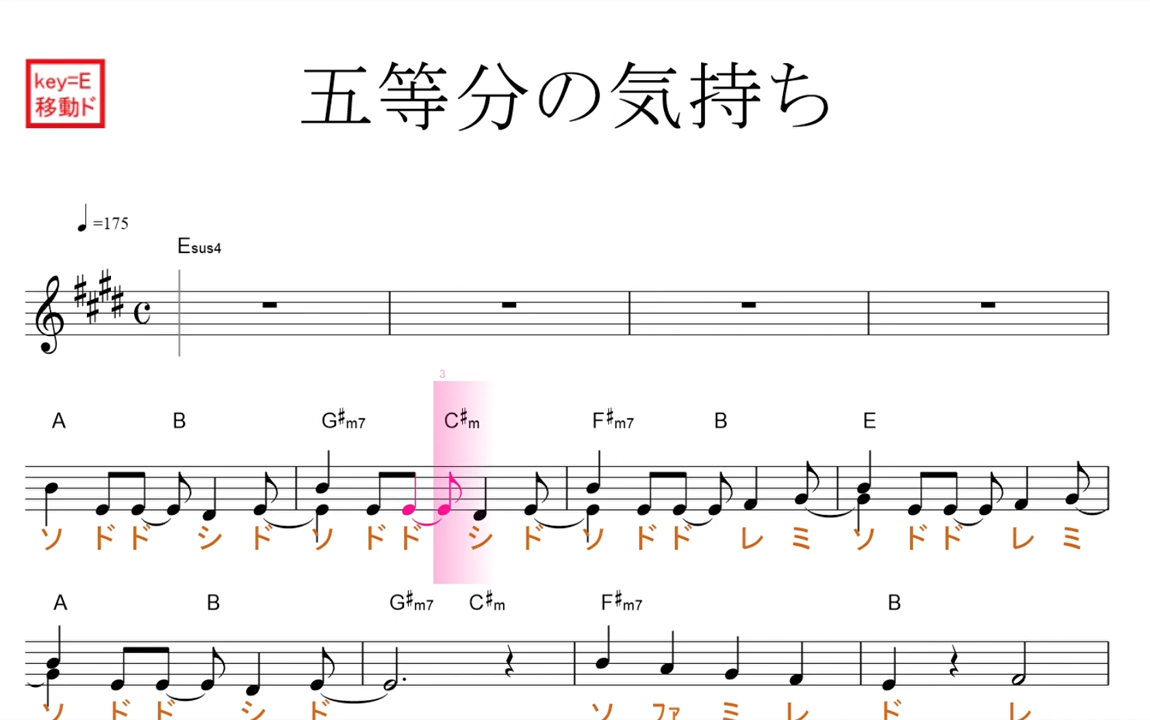 key=E
移動ド
五等分の気持ち
=175
Esus4
3
A B G♯m7 C♯m F♯m7 B E
ソ ド ド シ ド ソ ド ド シ ド ソ ド ド レ ミ ソ ド ド レ ミ
A B G♯m7 C♯m F♯m7 B
ソ ド ド シ ド ソ ファ ミ レ ド レ